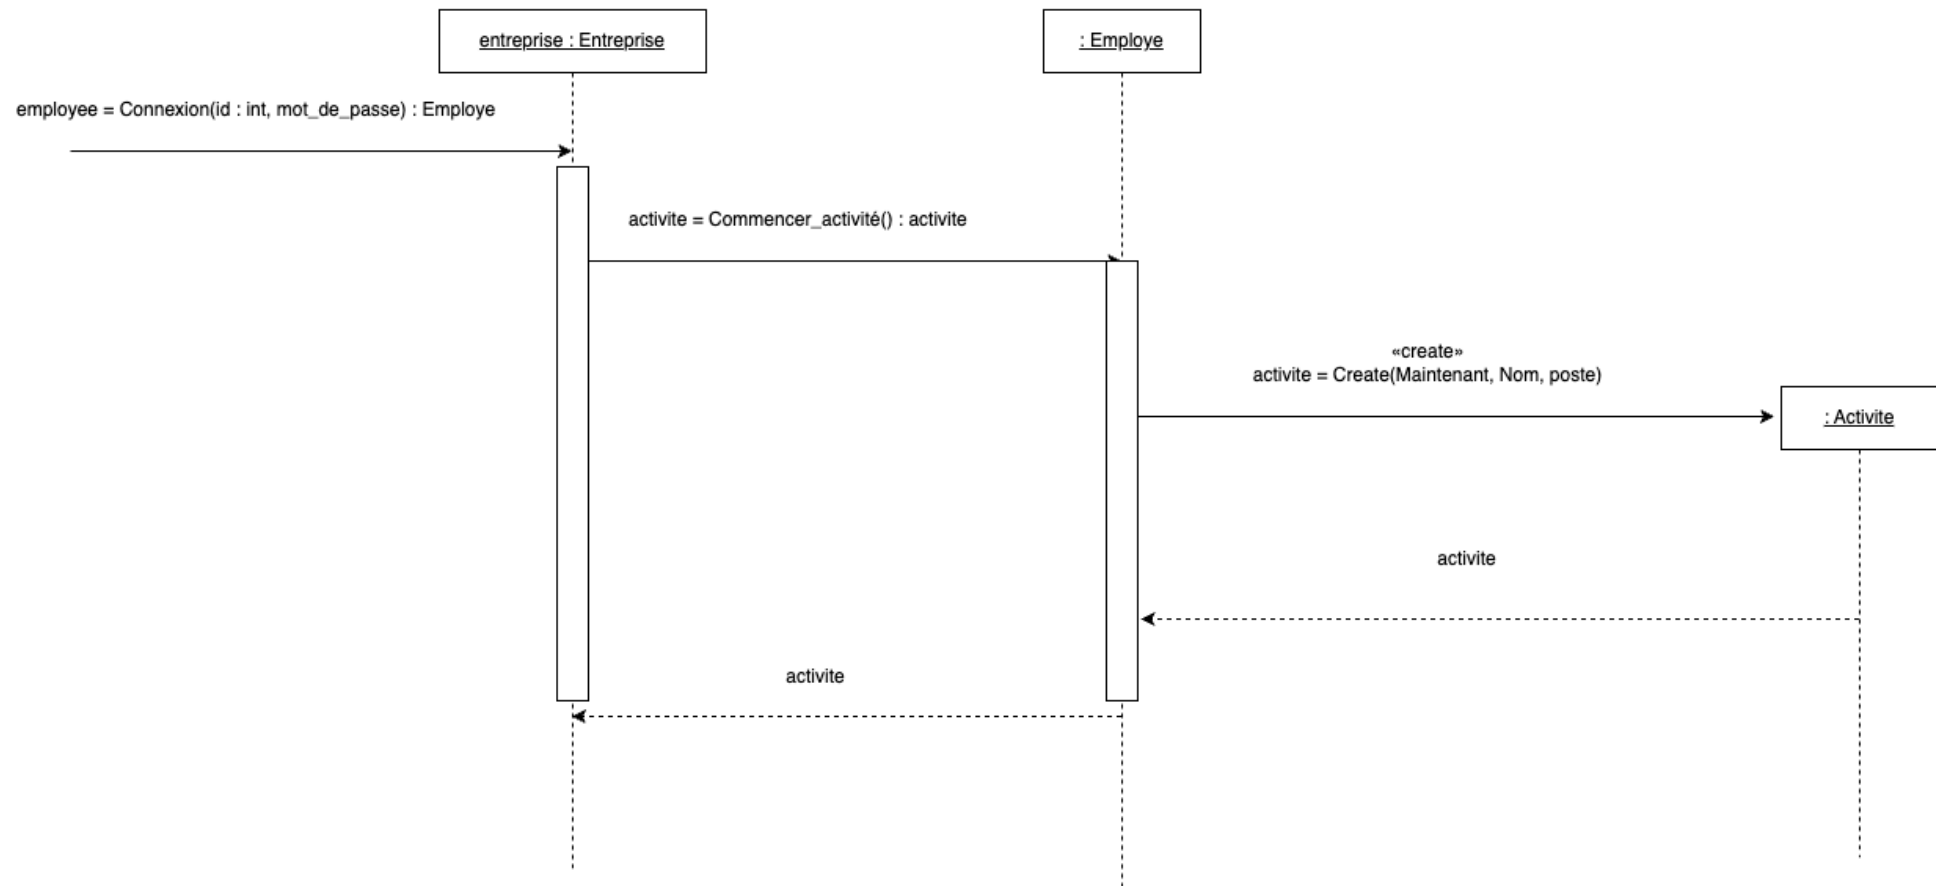 entreprise : Entreprise
: Employe
employee = Connexion(id : int, mot_de_passe) : Employe
activite = Commencer_activité() : activite
«create»
activite = Create(Maintenant, Nom, poste)
: Activite
activite
activite